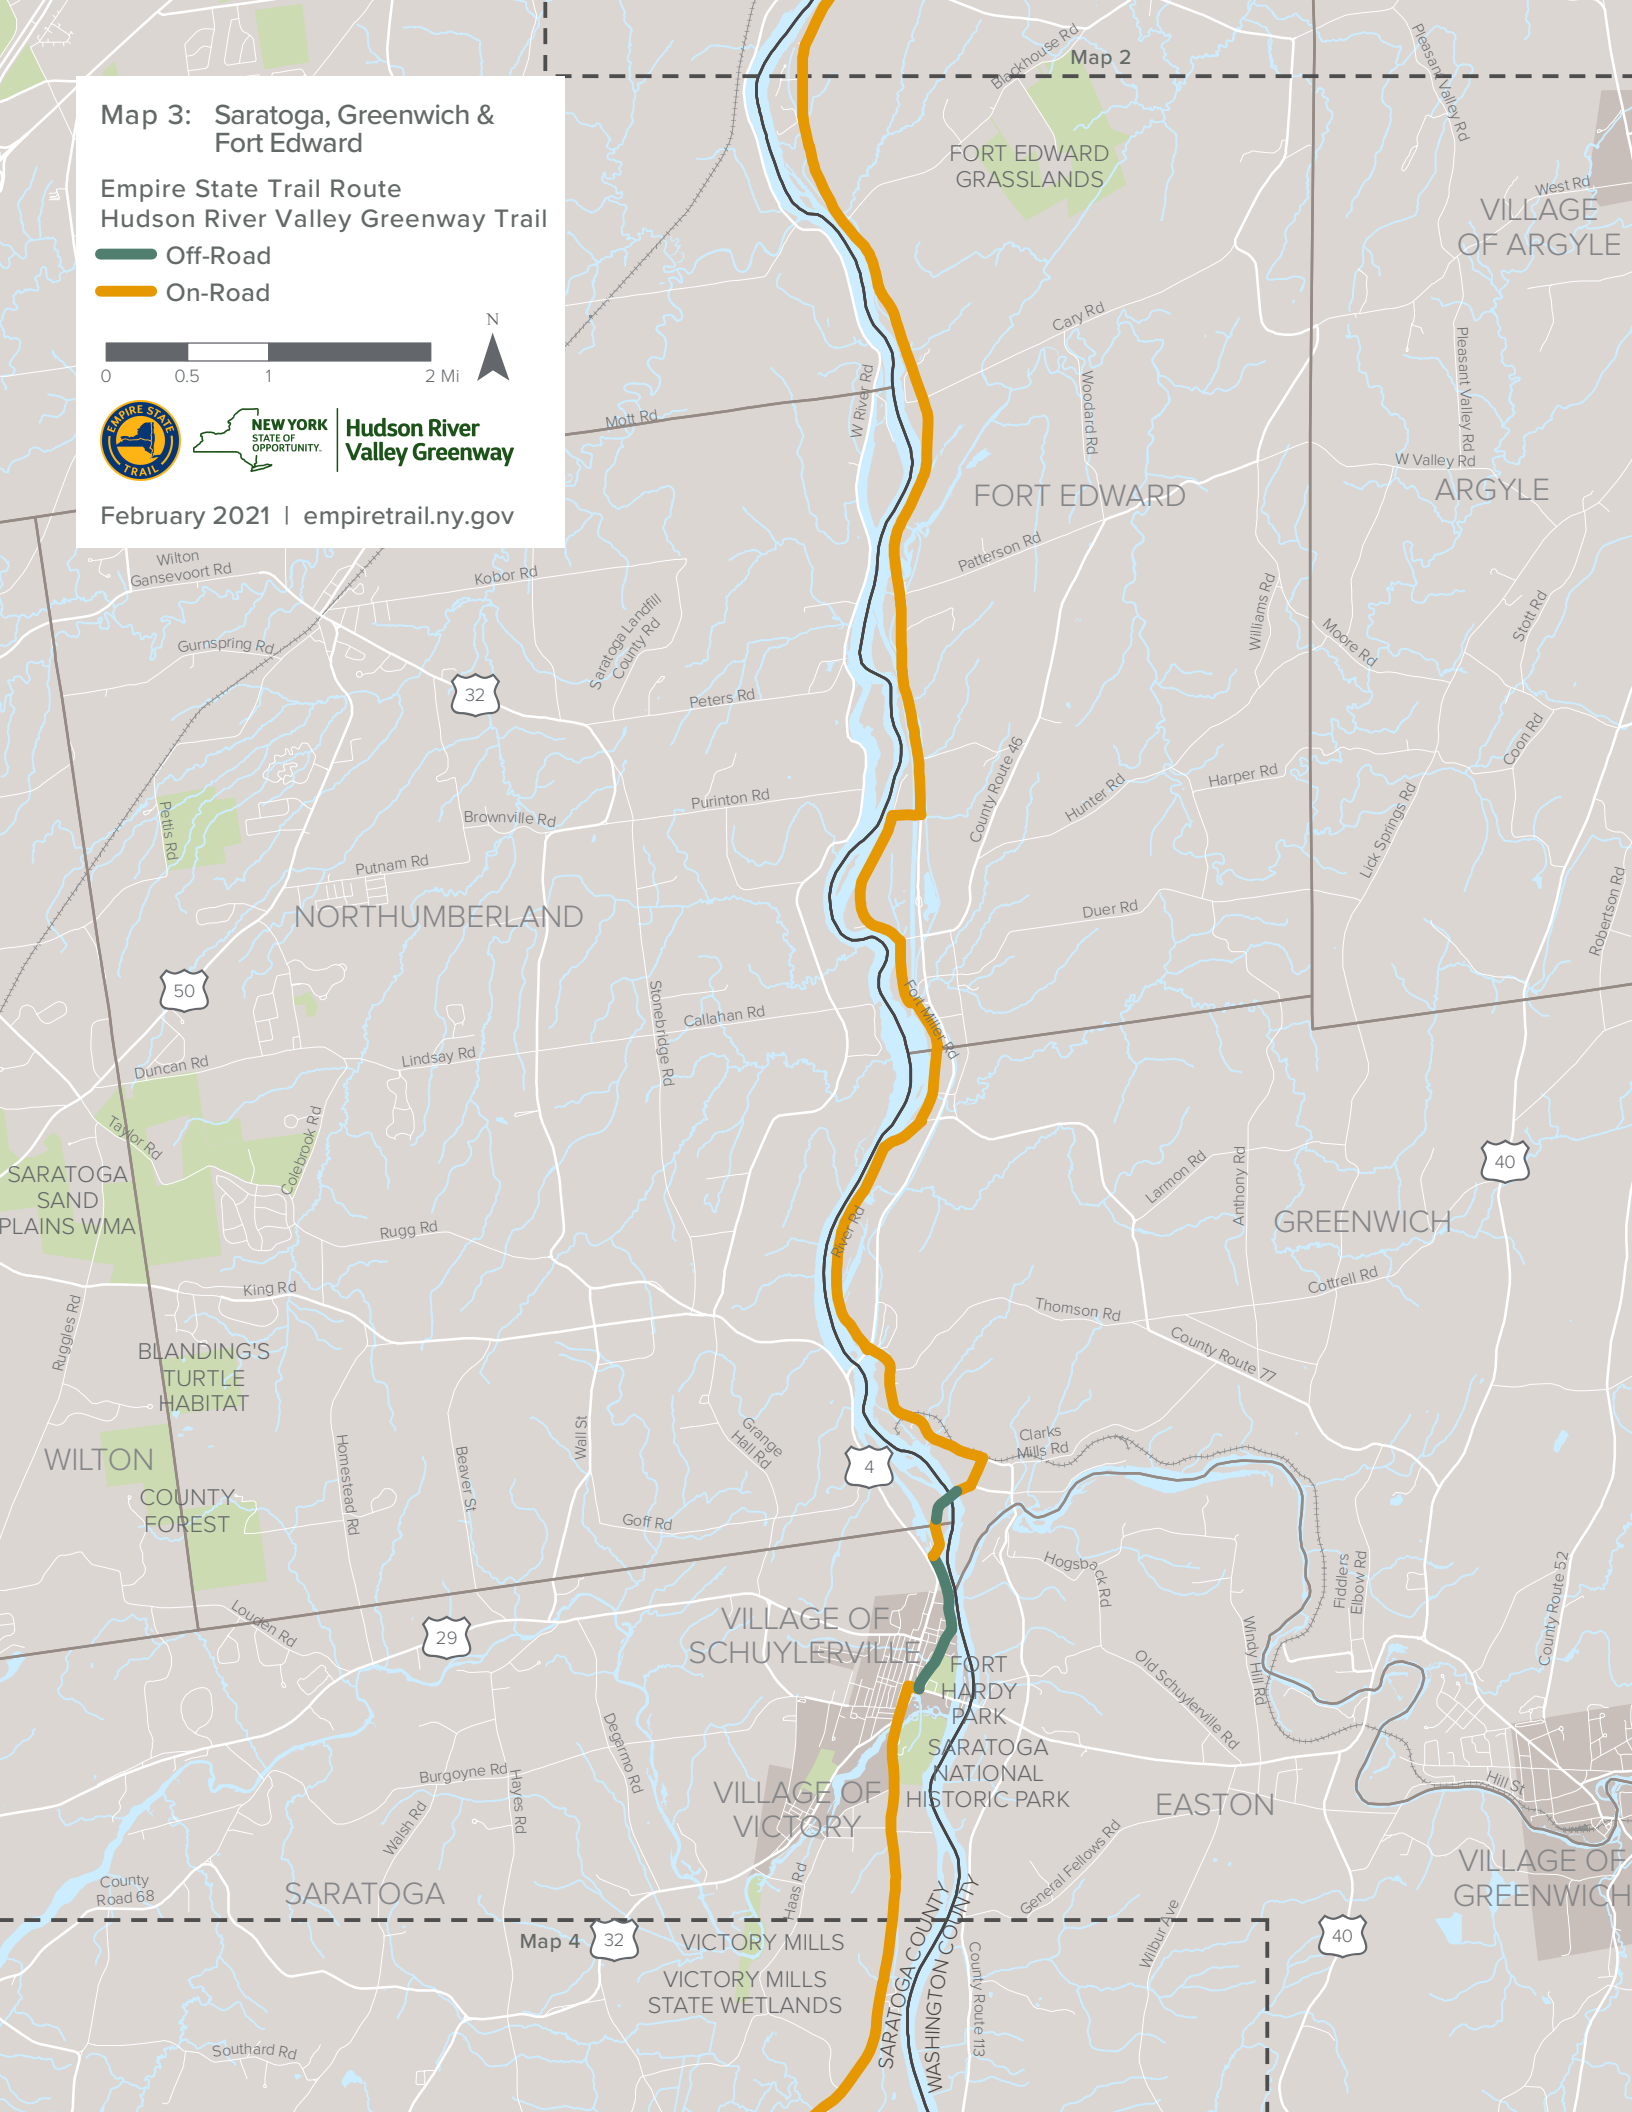 Map 2
Map 3: Saratoga, Greenwich &
Fort Edward
Empire State Trail Route
Hudson River Valley Greenway Trail
Off-Road
On-Road
N
0 0.5 1 2 Mi
EMPIRE STATE
TRAIL
NEW YORK
STATE OF
OPPORTUNITY.
Hudson River
Valley Greenway
February 2021 | empiretrail.ny.gov
Blackhouse Rd
Pleasant Valley Rd
FORT EDWARD
GRASSLANDS
West Rd
VILLAGE
OF ARGYLE
Cary Rd
W River Rd
Mott Rd
Woodard Rd
Pleasant Valley Rd
W Valley Rd
ARGYLE
FORT EDWARD
Patterson Rd
Wilton
Gansevoort Rd
Kobor Rd
Gurnspring Rd
Saratoga Landfill
County Rd
Williams Rd
Moore Rd
Stott Rd
32
Peters Rd
Coon Rd
County Route 46
Hunter Rd
Harper Rd
Pettis Rd
Brownville Rd
Purinton Rd
Lick Springs Rd
Putnam Rd
NORTHUMBERLAND
Duer Rd
Robertson Rd
50
Stonebridge Rd
Callahan Rd
Fort Miller Rd
Duncan Rd
Lindsay Rd
Taylor Rd
Colebrook Rd
SARATOGA
SAND
PLAINS WMA
Larmon Rd
Anthony Rd
40
GREENWICH
Rugg Rd
River Rd
King Rd
Cottrell Rd
Thomson Rd
Ruggles Rd
County Route 77
BLANDING'S
TURTLE
HABITAT
WILTON
Homestead Rd
Beaver St
Wall St
Grange
Hall Rd
Clarks
Mills Rd
4
COUNTY
FOREST
Goff Rd
Hogsback Rd
Fiddlers
Elbow Rd
County Route 52
Louden Rd
29
VILLAGE OF
SCHUYLERVILLE
FORT
HARDY
PARK
Windy Hill Rd
Old Schuylerville Rd
Degarmo Rd
SARATOGA
NATIONAL
HISTORIC PARK
Burgoyne Rd
Hayes Rd
Walsh Rd
VILLAGE OF
VICTORY
EASTON
Hill St
General Fellows Rd
VILLAGE OF
GREENWICH
County
Road 68
SARATOGA
Haas Rd
Wilbur Ave
Map 4
32
VICTORY MILLS
40
VICTORY MILLS
STATE WETLANDS
SARATOGA COUNTY
WASHINGTON COUNTY
County Route 113
Southard Rd